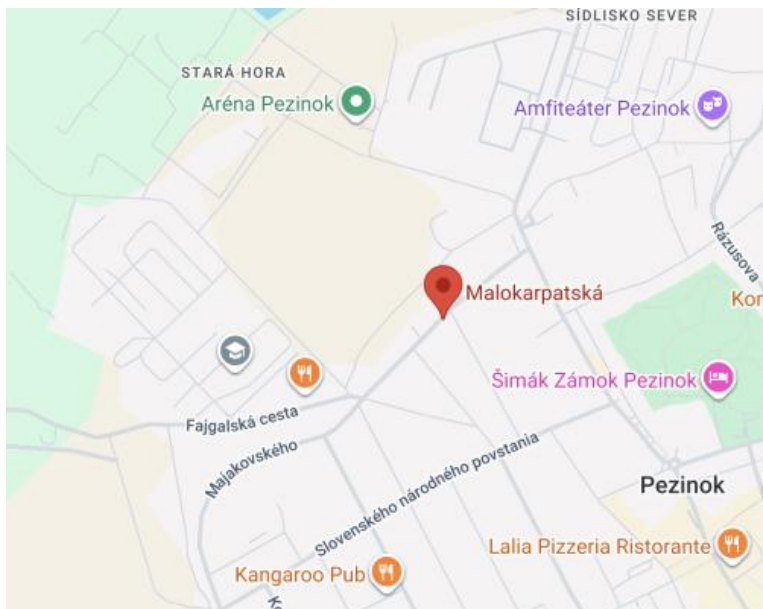 SÍDLISKO SEVER
STARÁ HORA
Aréna Pezinok
Amfiteáter Pezinok
Rázusova
Malokarpatská
Kor
Šimák Zámok Pezinok
Fajgalská cesta
Majakovského
Slovenského národného povstania
Pezinok
Lalia Pizzeria Ristorante
Kangaroo Pub